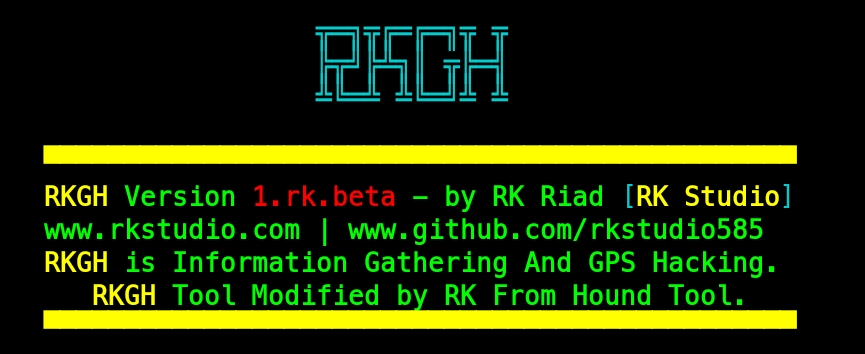 RKGH
RKGH Version 1.rk.beta – by RK Riad [RK Studio]
www.rkstudio.com | www.github.com/rkstudio585
RKGH is Information Gathering And GPS Hacking.
RKGH Tool Modified by RK From Hound Tool.